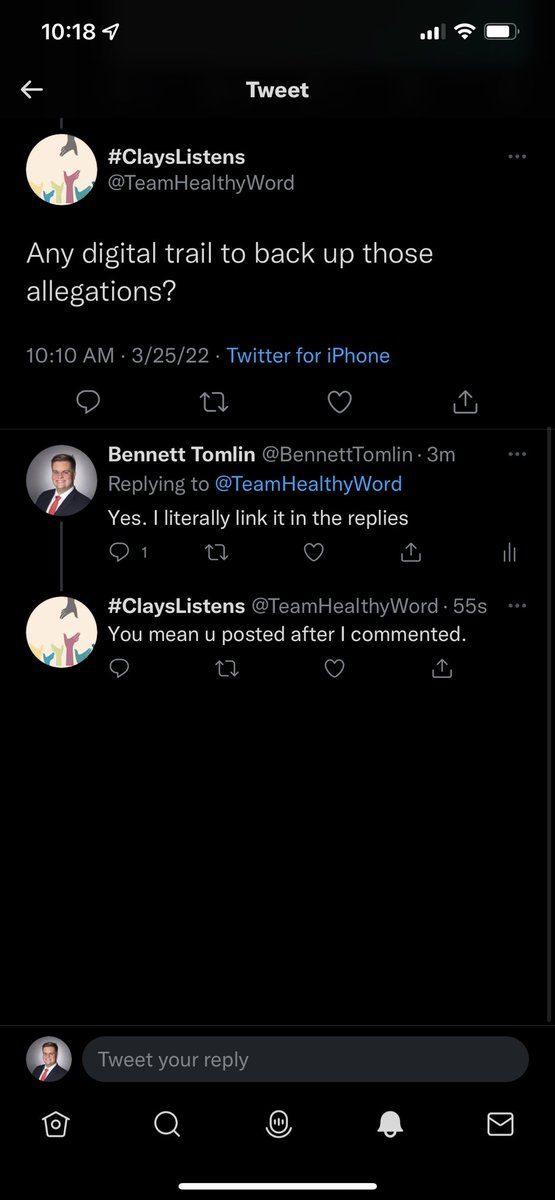 10:18
Tweet
#ClaysListens
@TeamHealthyWord
Any digital trail to back up those
allegations?
10:10 AM · 3/25/22 · Twitter for iPhone
Bennett Tomlin @BennettTomlin · 3m
Replying to @TeamHealthyWord
Yes. I literally link it in the replies
1
#ClaysListens @TeamHealthyWord · 55s
You mean u posted after I commented.
Tweet your reply